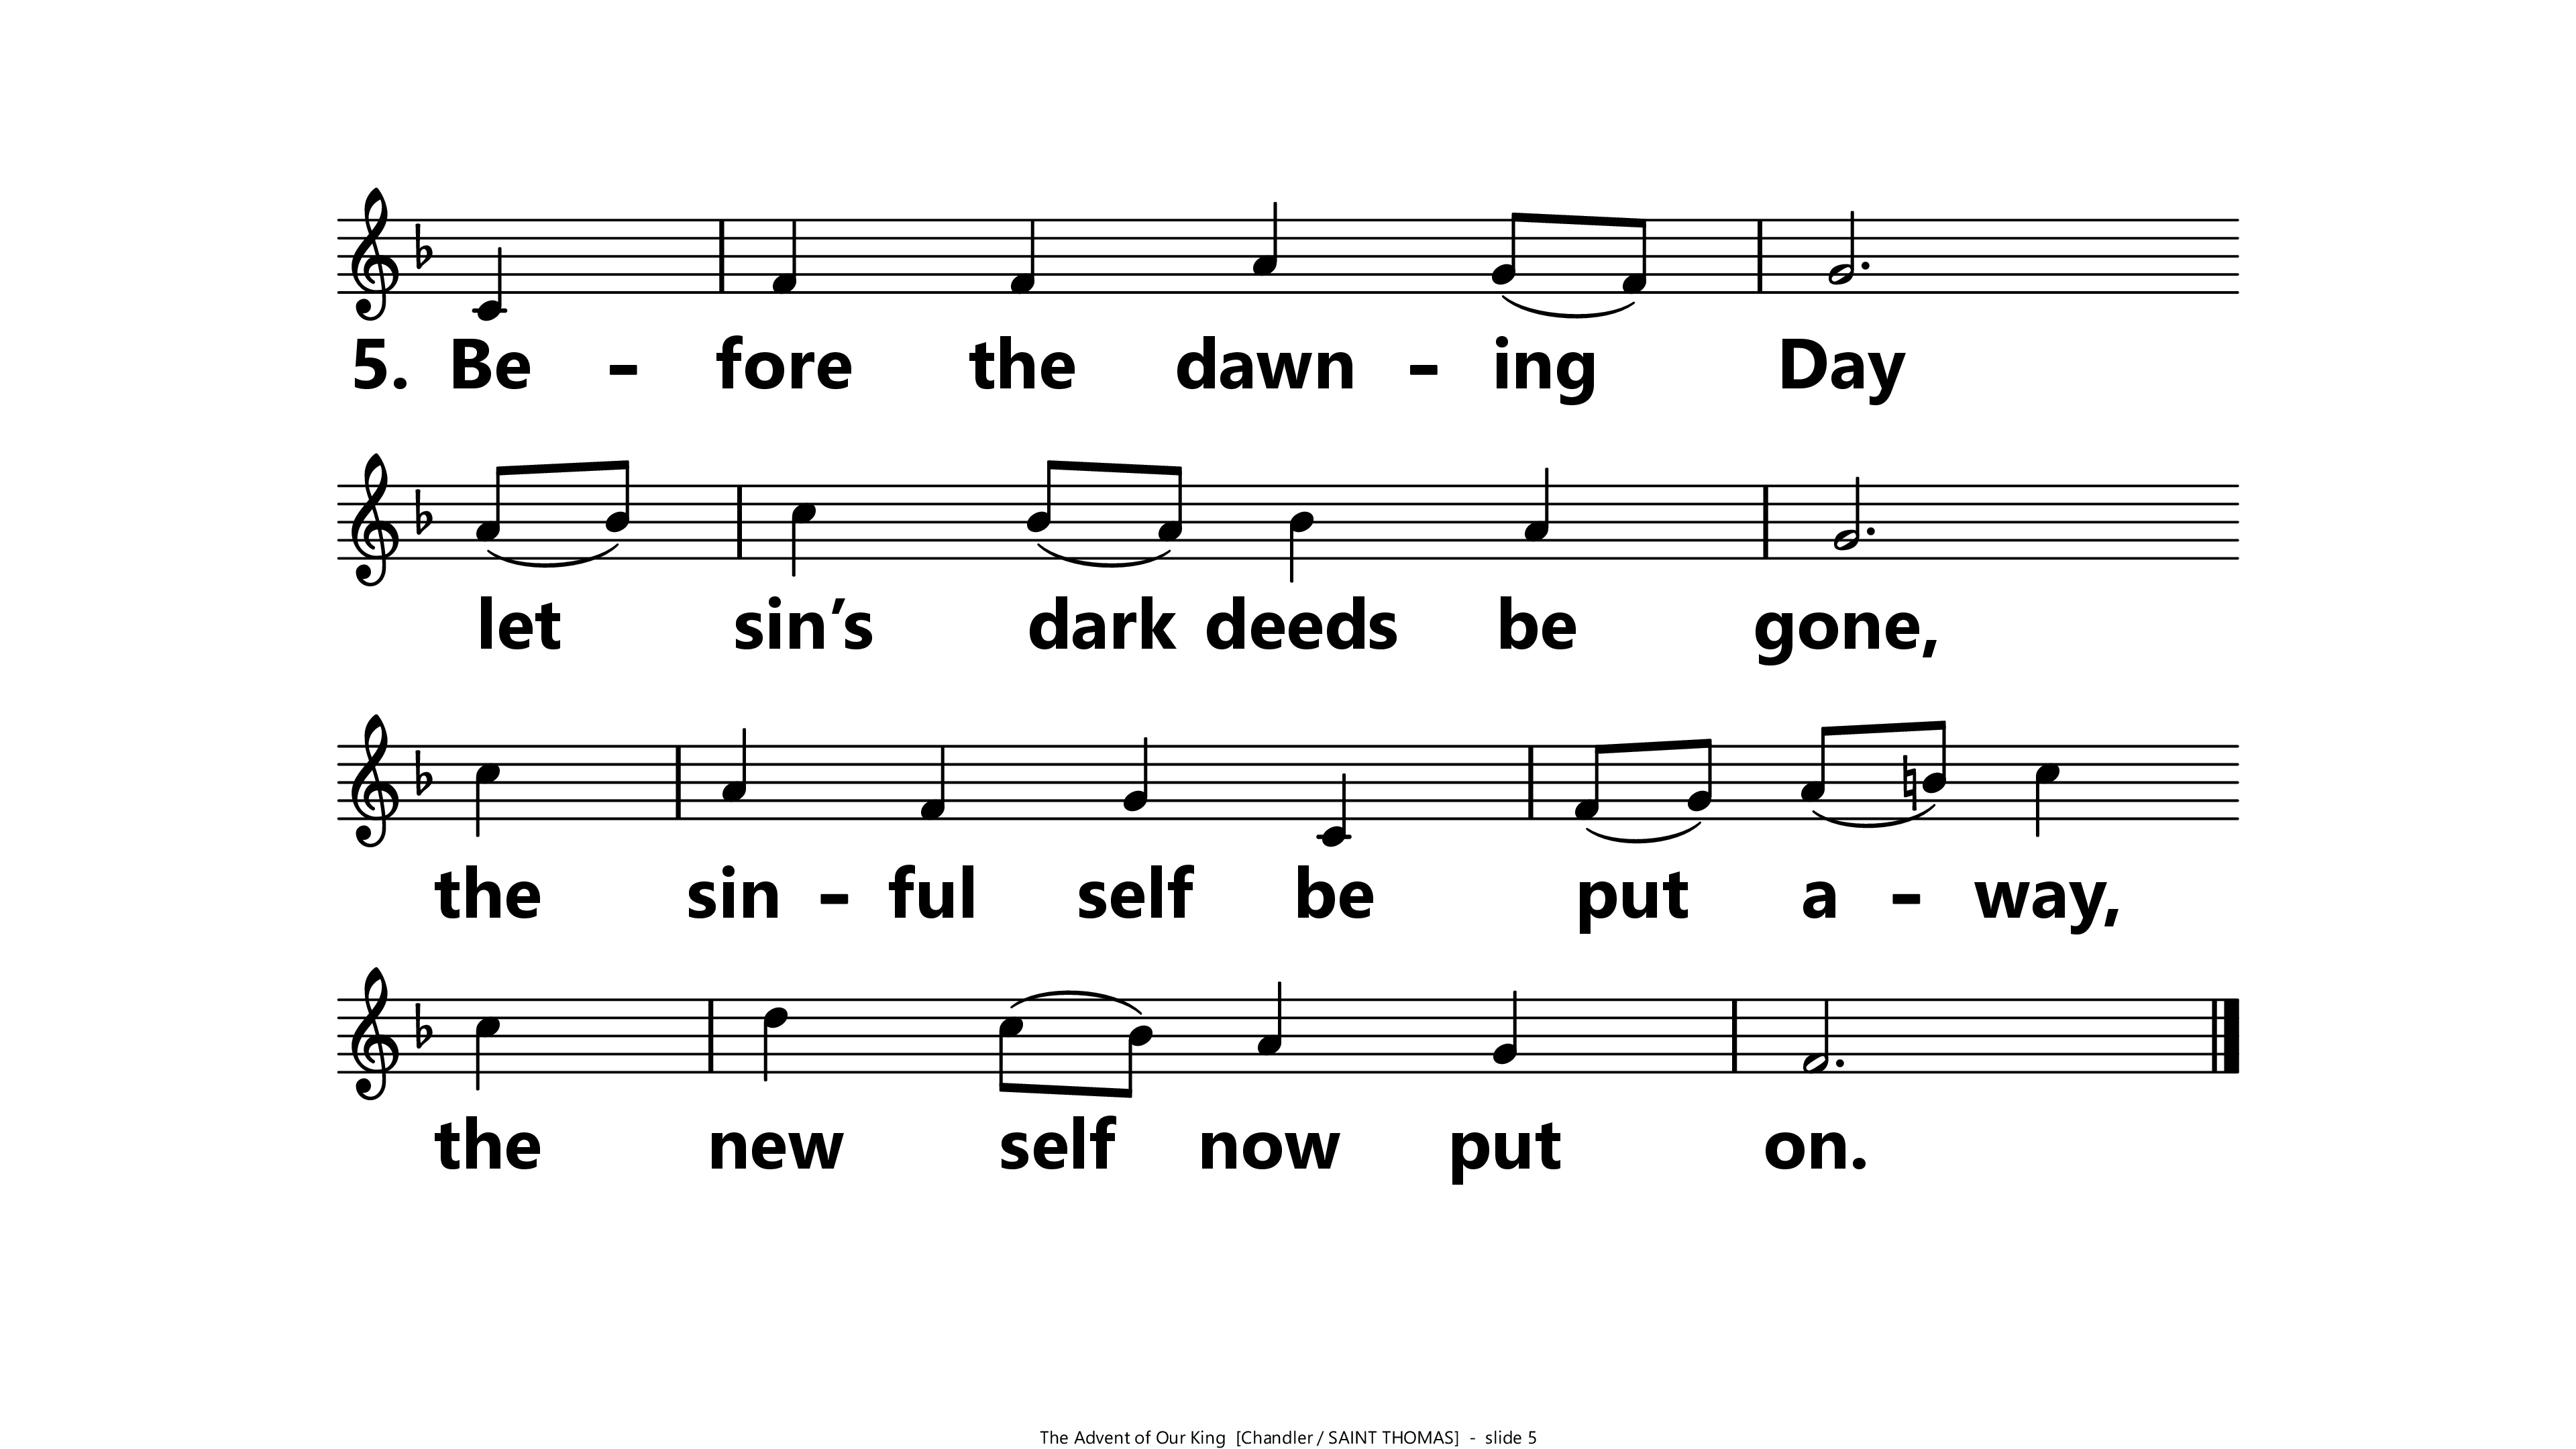 5. Be - fore the dawn - ing Day
let sin’s dark deeds be gone,
the sin - ful self be put a - way,
the new self now put on.
The Advent of Our King [Chandler / SAINT THOMAS] - slide 5